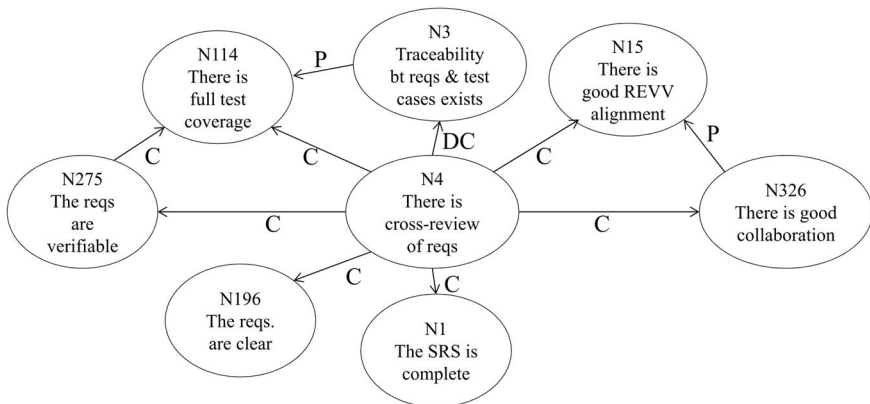 N114
There is
full test
coverage
P
N3
Traceability
bt reqs & test
cases exists
N15
There is
good REVV
alignment
C
C
DC
C
P
N275
The reqs
are
verifiable
C
N4
There is
cross-review
of reqs
C
N326
There is good
collaboration
C
C
N196
The reqs.
are clear
N1
The SRS is
complete